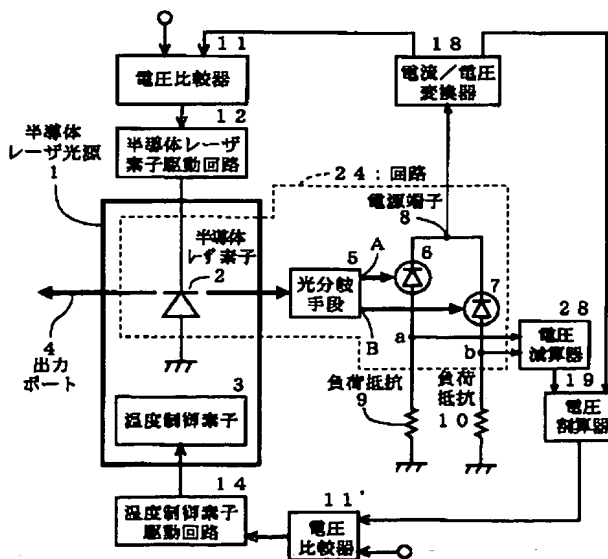 11
電圧比較器
18
電流／電圧
変換器
12
半導体レーザ
素子駆動回路
半導体
レーザ光源
1
24：回路
電源端子
8
半導体
レーザ素子
2
5
A
光分岐
手段
B
6
7
a
b
28
電圧
減算器
4
出力
ポート
3
温度制御素子
負荷抵抗
9
負荷
抵抗
10
19
電圧
割算器
14
温度制御素子
駆動回路
11'
電圧
比較器